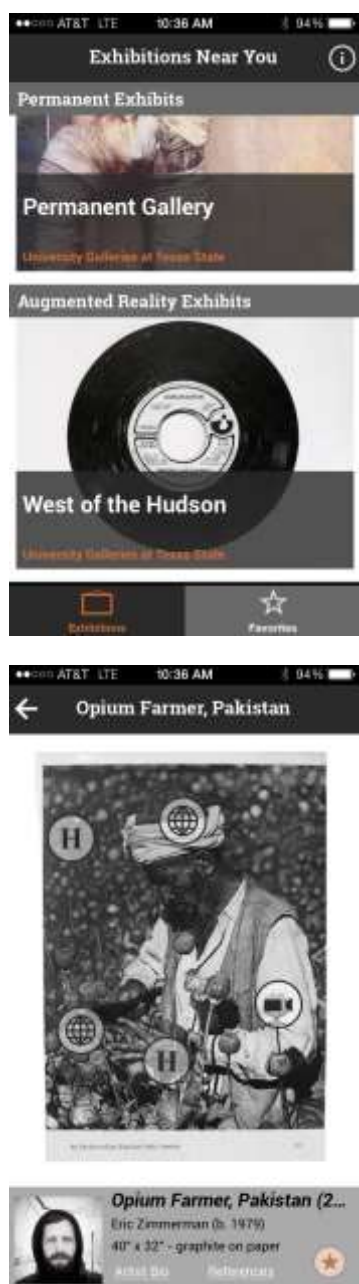 AT&T LTE 10:36 AM 94%
Exhibitions Near You
Permanent Exhibits
Permanent Gallery
University Galleries at Texas State
Augmented Reality Exhibits
West of the Hudson
University Galleries at Texas State
Exhibitions Favorites
AT&T LTE 10:36 AM 94%
Opium Farmer, Pakistan
H
H
Opium Farmer, Pakistan (2...
Eric Zimmerman (b. 1979)
40" x 32" - graphite on paper
Artist Bio References